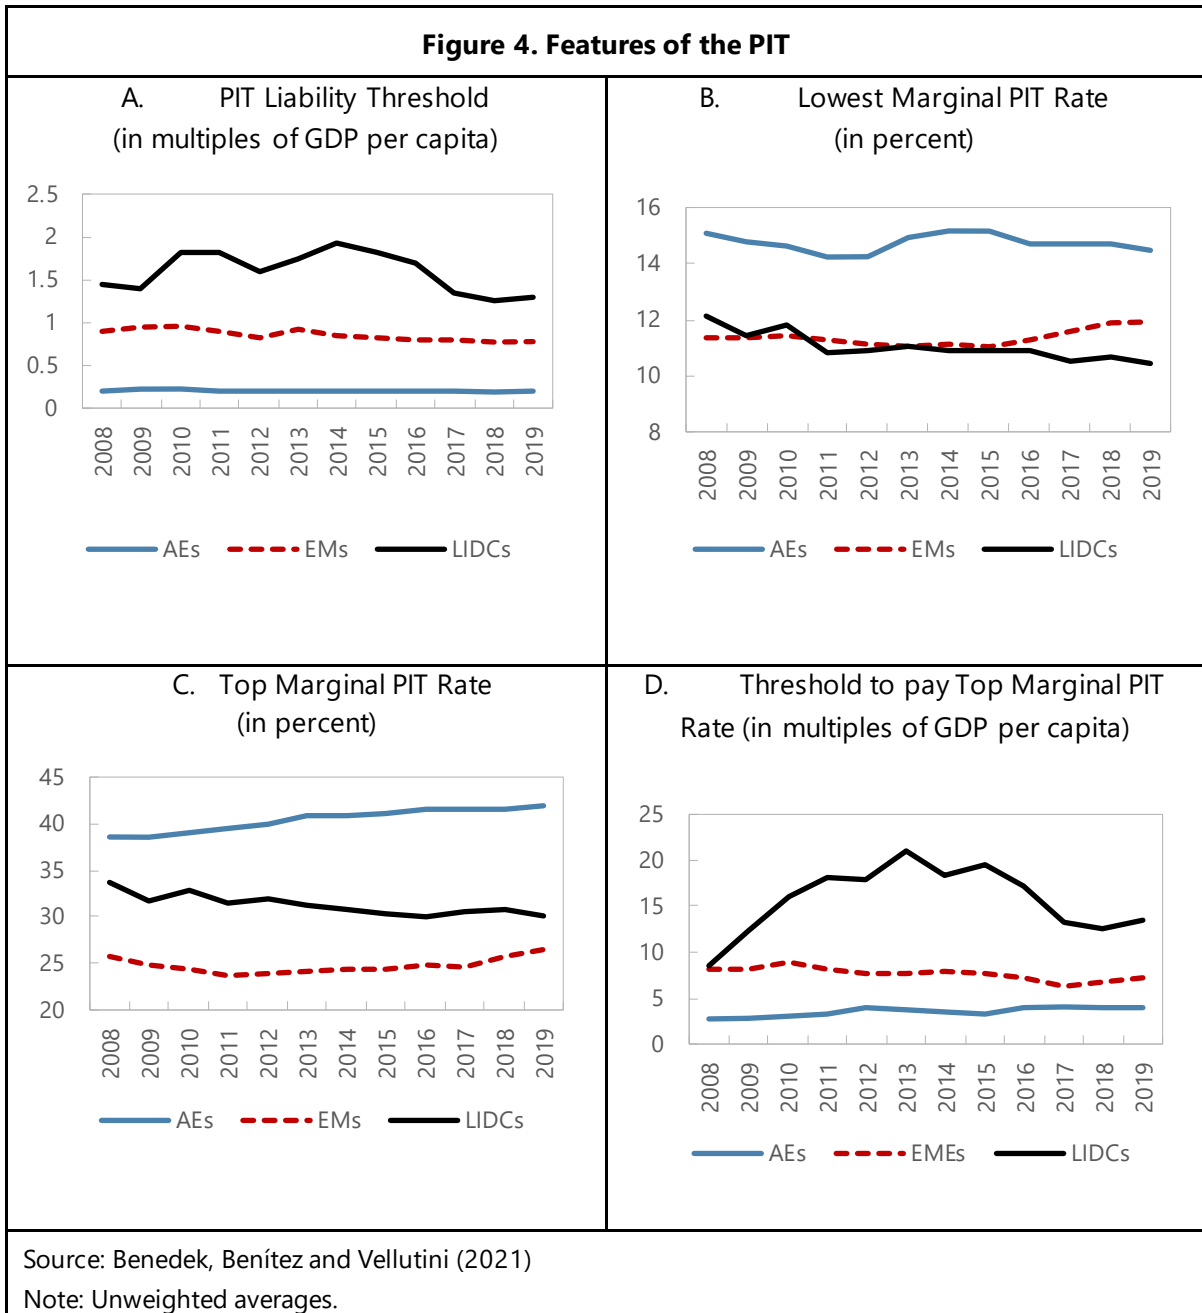 Figure 4. Features of the PIT
A. PIT Liability Threshold
(in multiples of GDP per capita)
2.5
2
1.5
1
0.5
0
2008 2009 2010 2011 2012 2013 2014 2015 2016 2017 2018 2019
AEs EMs LIDCs
B. Lowest Marginal PIT Rate
(in percent)
16
14
12
10
8
2008 2009 2010 2011 2012 2013 2014 2015 2016 2017 2018 2019
AEs EMs LIDCs
C. Top Marginal PIT Rate
(in percent)
45
40
35
30
25
20
2008 2009 2010 2011 2012 2013 2014 2015 2016 2017 2018 2019
AEs EMs LIDCs
D. Threshold to pay Top Marginal PIT
Rate (in multiples of GDP per capita)
25
20
15
10
5
0
2008 2009 2010 2011 2012 2013 2014 2015 2016 2017 2018 2019
AEs EMEs LIDCs
Source: Benedek, Benítez and Vellutini (2021)
Note: Unweighted averages.